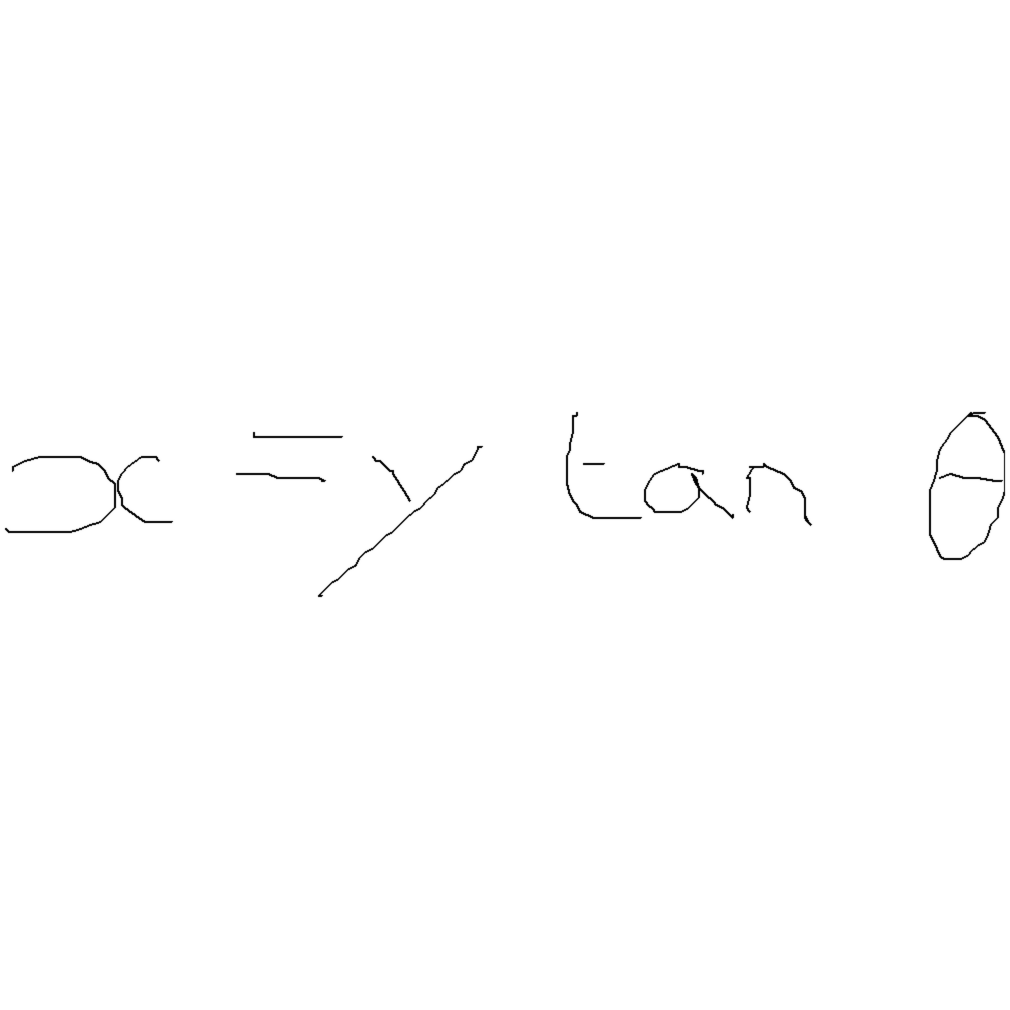 x = y tan θ